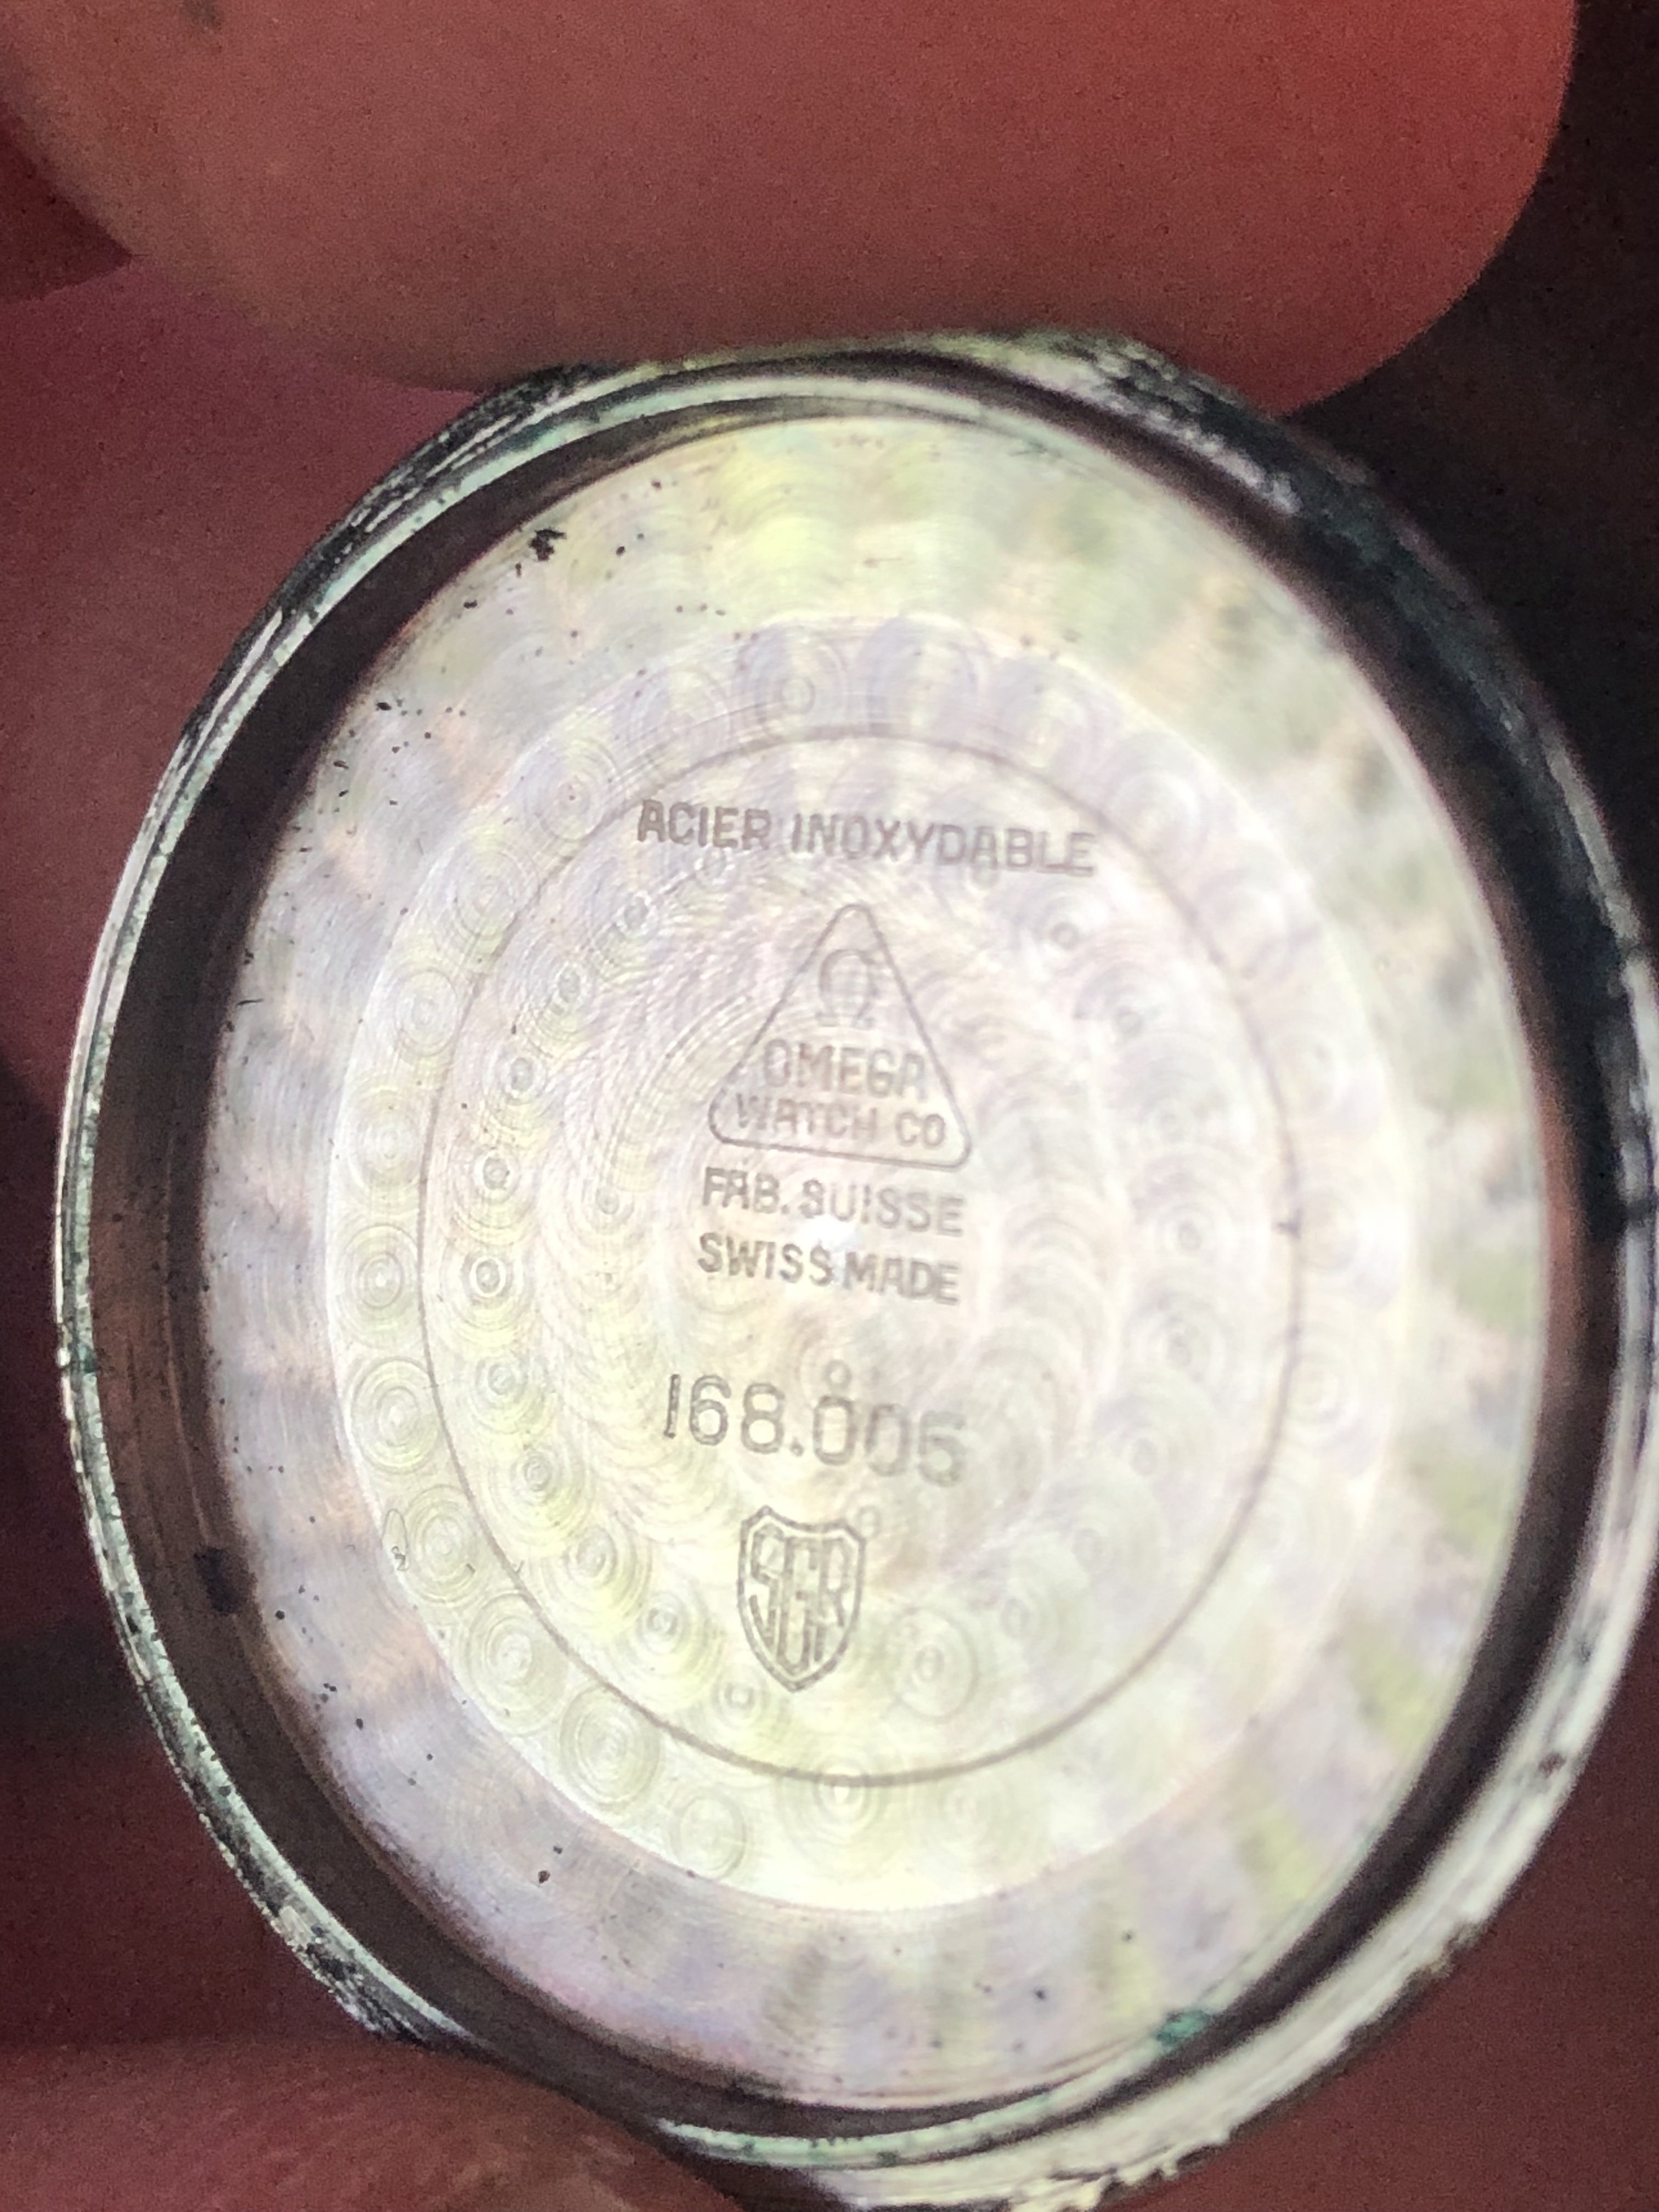 ACIER INOXYDABLE
Ω
OMEGA
WATCH CO
FAB. SUISSE
SWISS MADE
168.005
SGR